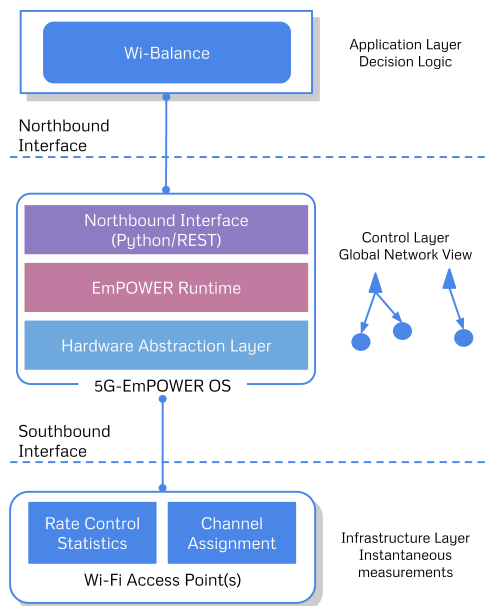 Wi-Balance
Application Layer
Decision Logic
Northbound
Interface
Northbound Interface
(Python/REST)
EmPOWER Runtime
Hardware Abstraction Layer
5G-EmPOWER OS
Control Layer
Global Network View
Southbound
Interface
Rate Control
Statistics
Channel
Assignment
Wi-Fi Access Point(s)
Infrastructure Layer
Instantaneous
measurements